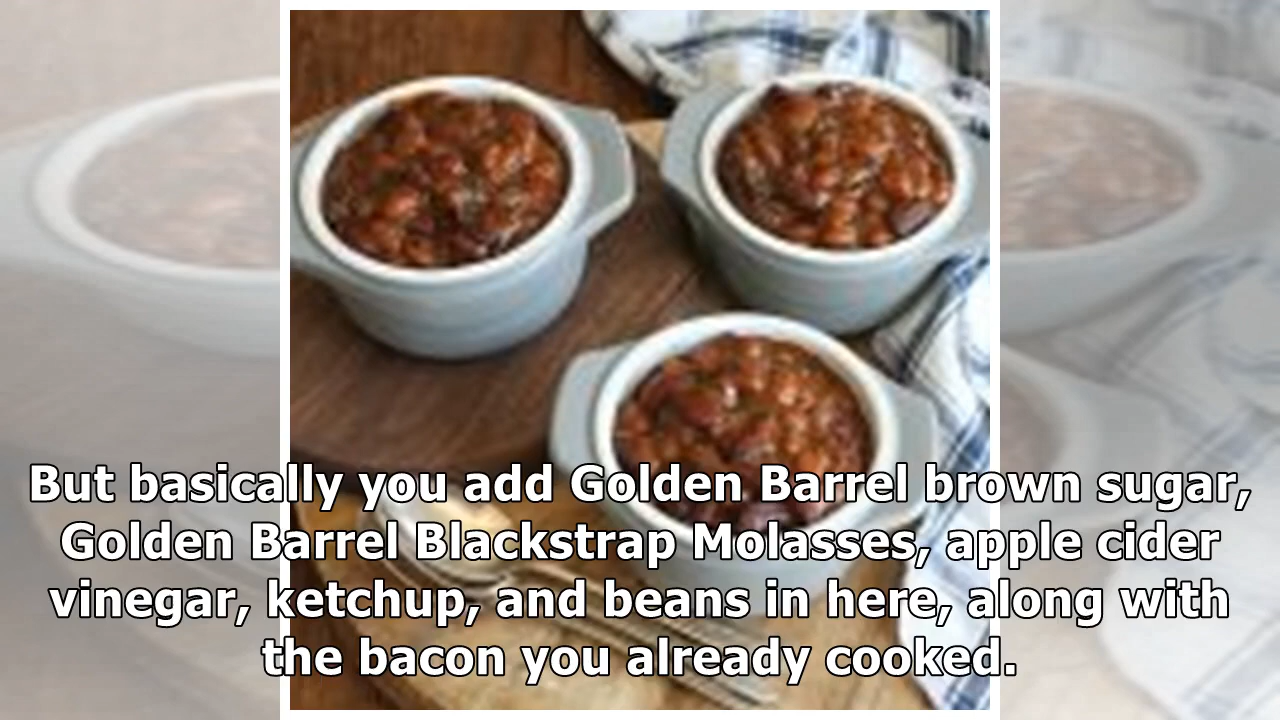 But basically you add Golden Barrel brown sugar,
Golden Barrel Blackstrap Molasses, apple cider
vinegar, ketchup, and beans in here, along with
the bacon you already cooked.